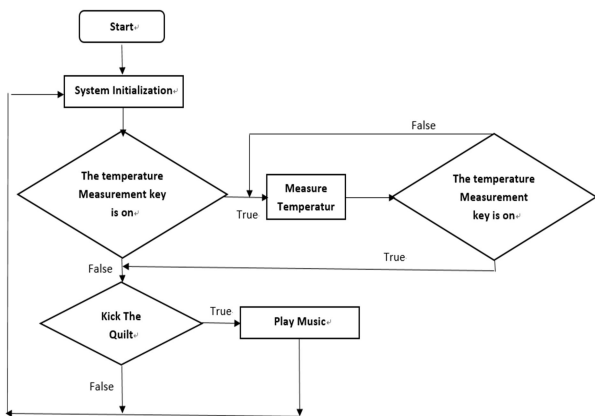 Start
System Initialization
False
The temperature
Measurement key
is on
True
Measure
Temperatur
The temperature
Measurement
key is on
False
True
Kick The
Quilt
True
Play Music
False